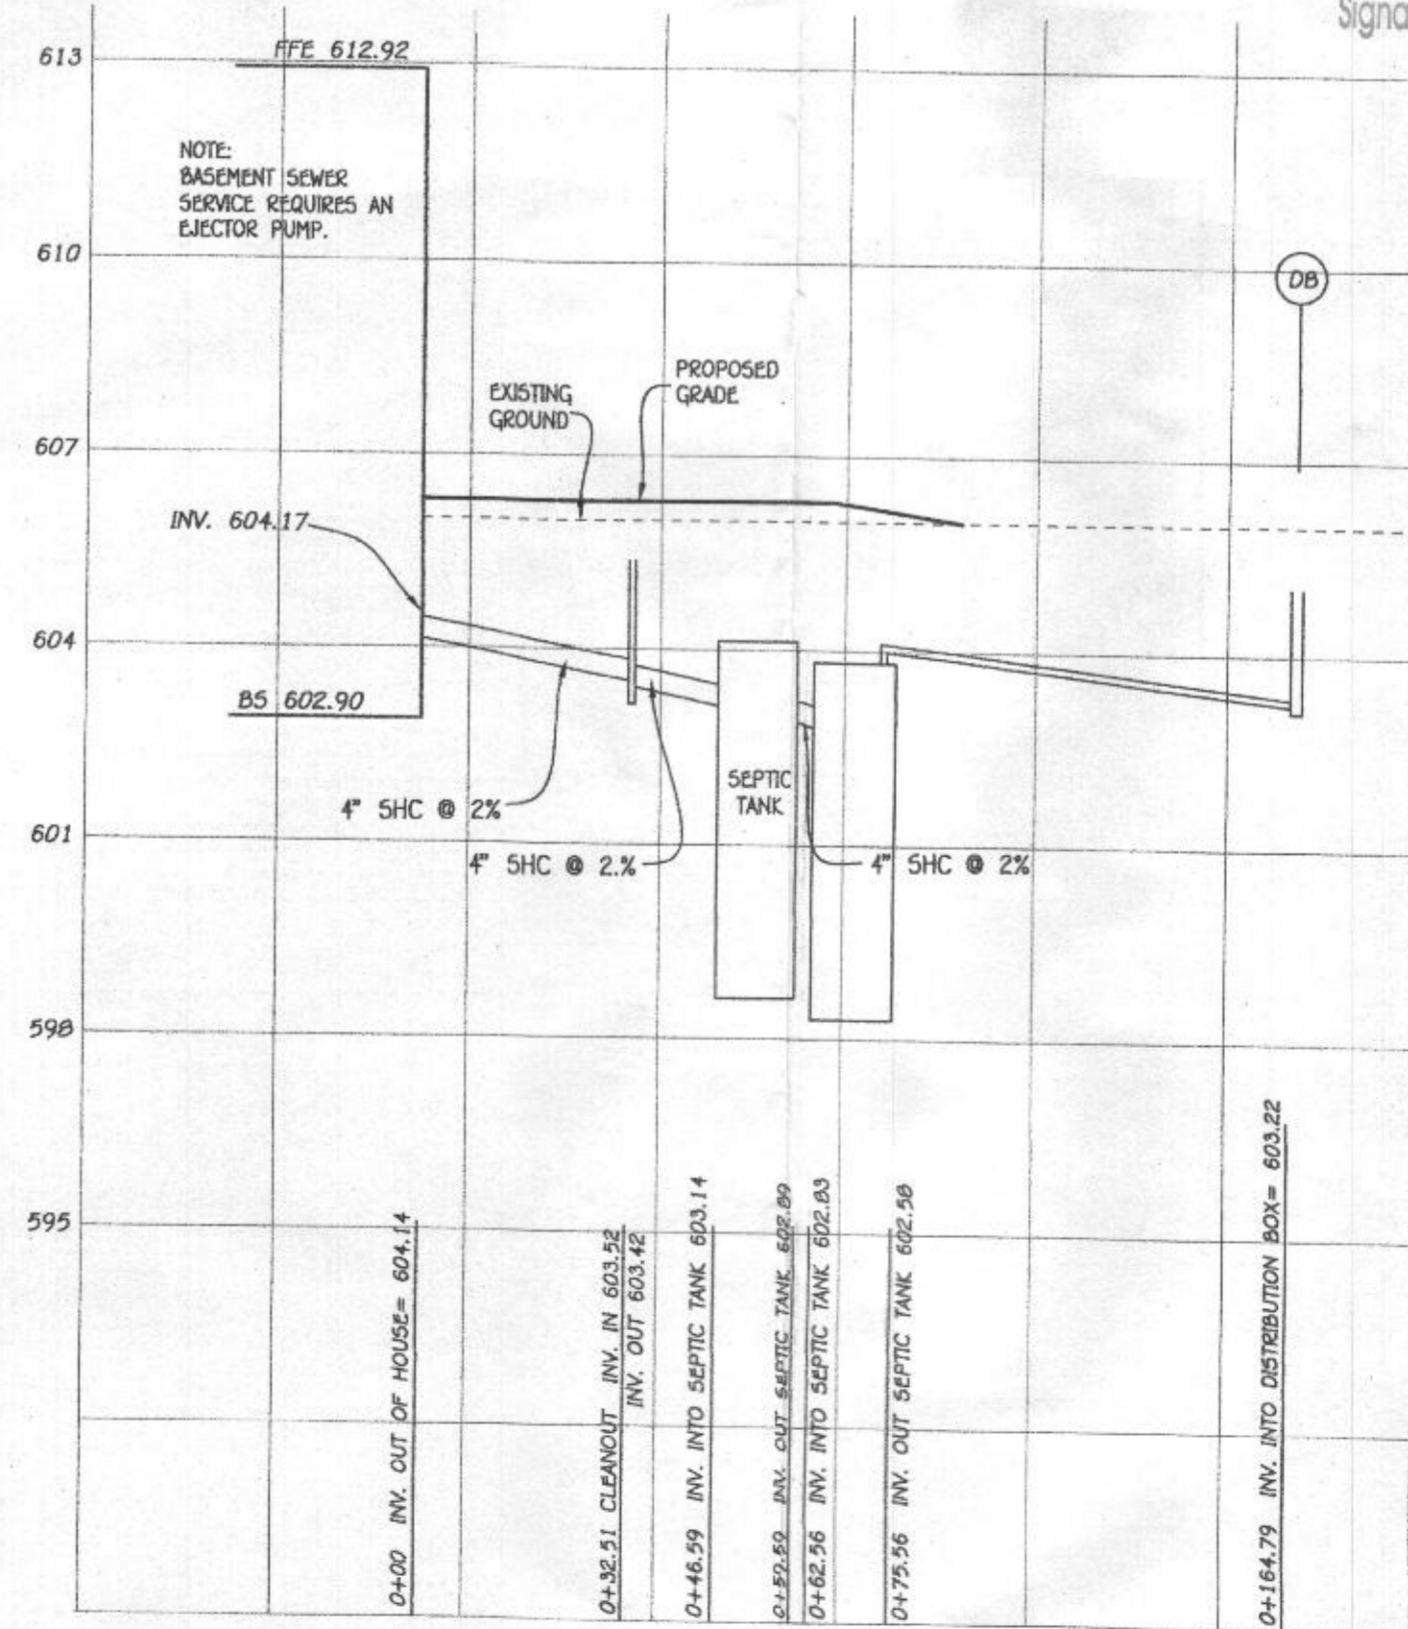 Signa
613
FFE 612.92
NOTE:
BASEMENT SEWER
SERVICE REQUIRES AN
EJECTOR PUMP.
610
DB
PROPOSED
GRADE
EXISTING
GROUND
607
INV. 604.17
604
BS 602.90
SEPTIC
TANK
4" SHC @ 2%
601
4" SHC @ 2.%
4" SHC @ 2%
598
595
0+00 INV. OUT OF HOUSE= 604.14
0+32.51 CLEANOUT INV. IN 603.52
INV. OUT 603.42
0+46.59 INV. INTO SEPTIC TANK 603.14
0+59.59 INV. OUT SEPTIC TANK 602.89
0+62.56 INV. INTO SEPTIC TANK 602.83
0+75.56 INV. OUT SEPTIC TANK 602.58
0+164.79 INV. INTO DISTRIBUTION BOX= 603.22